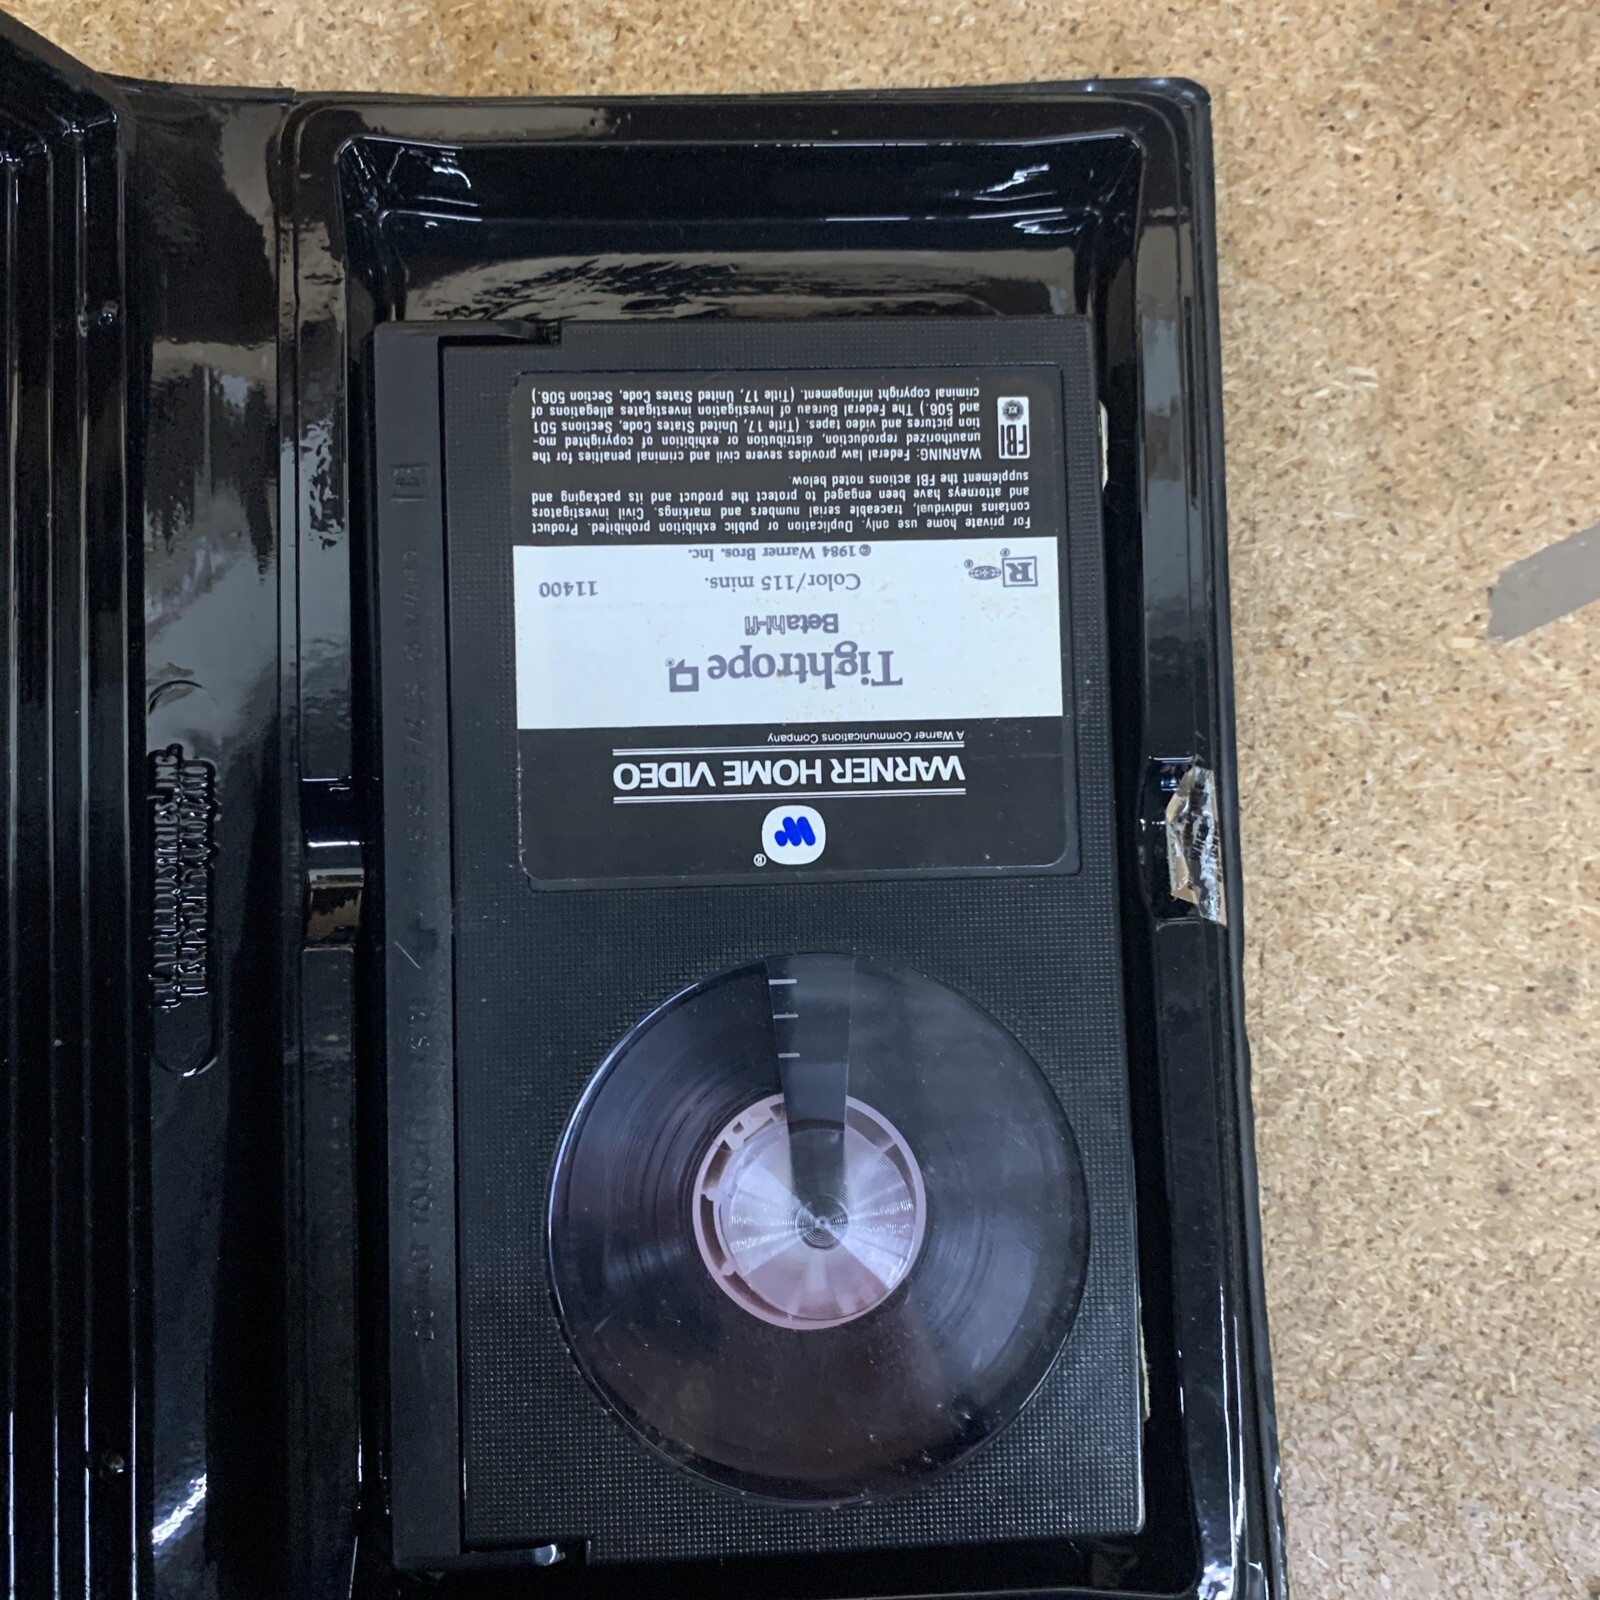 WARNER HOME VIDEO
A Warner Communications Company
Tightrope
Beta hi-fi
Color/115 mins.
11400
R
© 1984 Warner Bros. Inc.
For private home use only. Duplication or public exhibition prohibited. Product
contains individual, traceable serial numbers and markings. Civil investigators
and attorneys have been engaged to protect the product and its packaging and
supplement the FBI actions noted below.
FBI
WARNING: Federal law provides severe civil and criminal penalties for the
unauthorized reproduction, distribution or exhibition of copyrighted mo-
tion pictures and video tapes. (Title 17, United States Code, Sections 501
and 506.) The Federal Bureau of Investigation investigates allegations of
criminal copyright infringement. (Title 17, United States Code, Section 506.)